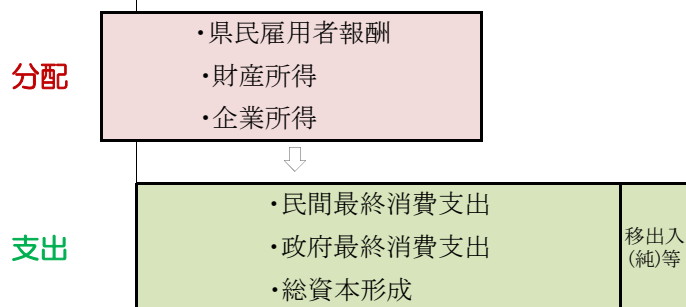 ・県民雇用者報酬
分配
・財産所得
・企業所得
・民間最終消費支出
支出
・政府最終消費支出
移出入
(純)等
・総資本形成